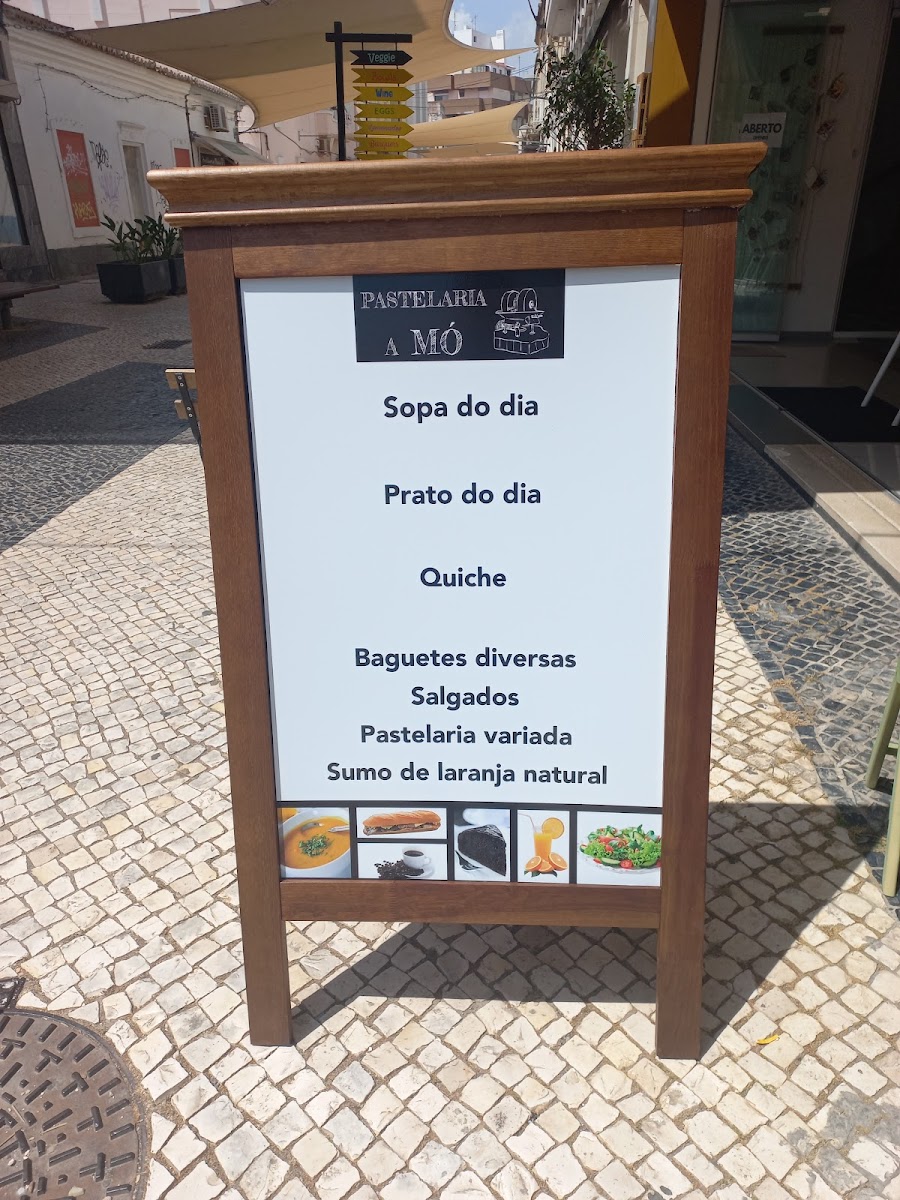 Veggie
Wine
EGGS
ABERTO
PASTELARIA
A MÓ
Sopa do dia
Prato do dia
Quiche
Baguetes diversas
Salgados
Pastelaria variada
Sumo de laranja natural